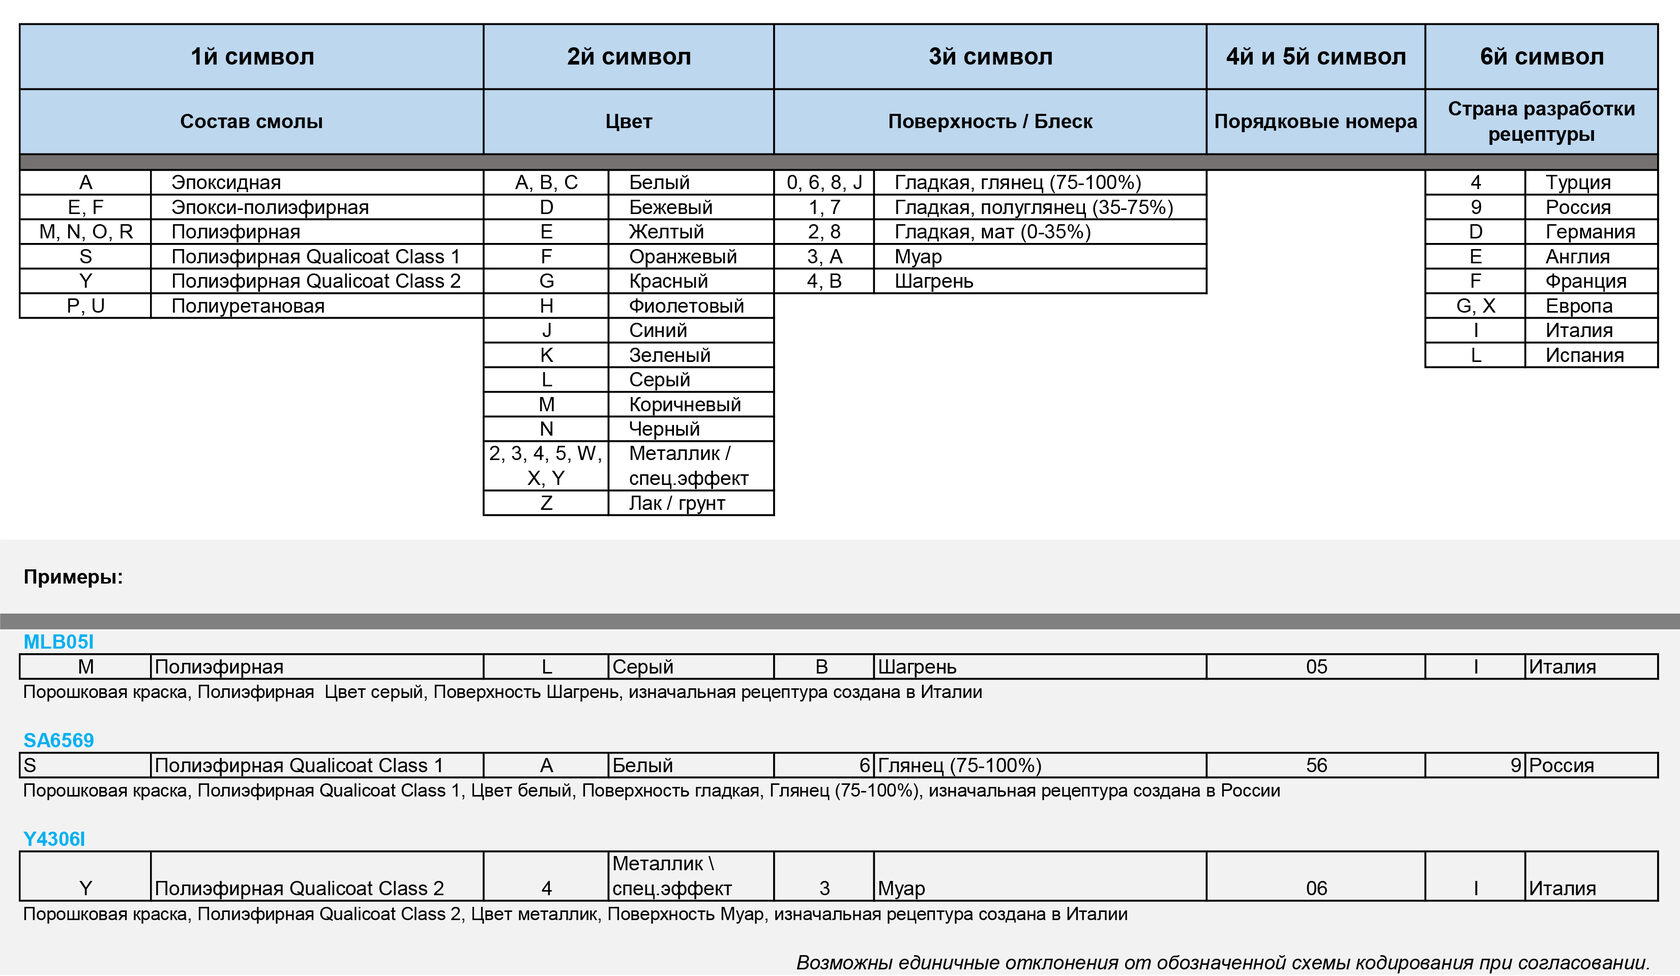 1й символ 2й символ 3й символ 4й и 5й символ 6й символ
Состав смолы Цвет Поверхность / Блеск Порядковые номера Страна разработки рецептуры
A Эпоксидная A, B, C Белый 0, 6, 8, J Гладкая, глянец (75-100%) 4 Турция
E, F Эпокси-полиэфирная D Бежевый 1, 7 Гладкая, полуглянец (35-75%) 9 Россия
M, N, O, R Полиэфирная E Желтый 2, 8 Гладкая, мат (0-35%) D Германия
S Полиэфирная Qualicoat Class 1 F Оранжевый 3, A Муар E Англия
Y Полиэфирная Qualicoat Class 2 G Красный 4, B Шагрень F Франция
P, U Полиуретановая H Фиолетовый G, X Европа
J Синий I Италия
K Зеленый L Испания
L Серый
M Коричневый
N Черный
2, 3, 4, 5, W, X, Y Металлик / спец.эффект
Z Лак / грунт
Примеры:
MLB05I
M Полиэфирная L Серый B Шагрень 05 I Италия
Порошковая краска, Полиэфирная  Цвет серый, Поверхность Шагрень, изначальная рецептура создана в Италии
SA6569
S Полиэфирная Qualicoat Class 1 A Белый 6 Глянец (75-100%) 56 9 Россия
Порошковая краска, Полиэфирная Qualicoat Class 1, Цвет белый, Поверхность гладкая, Глянец (75-100%), изначальная рецептура создана в России
Y4306I
Y Полиэфирная Qualicoat Class 2 4 Металлик \ спец.эффект 3 Муар 06 I Италия
Порошковая краска, Полиэфирная Qualicoat Class 2, Цвет металлик, Поверхность Муар, изначальная рецептура создана в Италии
Возможны единичные отклонения от обозначенной схемы кодирования при согласовании.